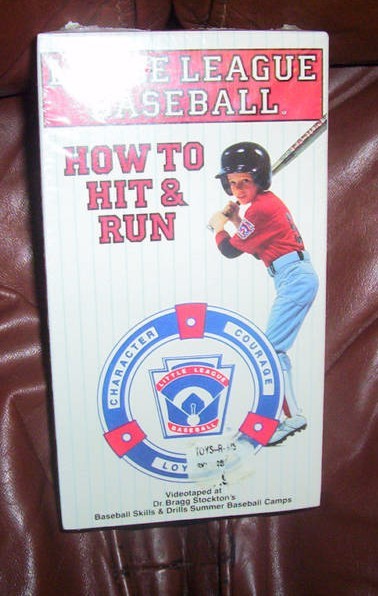 LITTLE LEAGUE
BASEBALL
HOW TO
HIT &
RUN
CHARACTER
COURAGE
LITTLE LEAGUE
BASEBALL
TOYS-R-US
Videotaped at
Dr. Bragg Stockton's
Baseball Skills & Drills Summer Baseball Camps